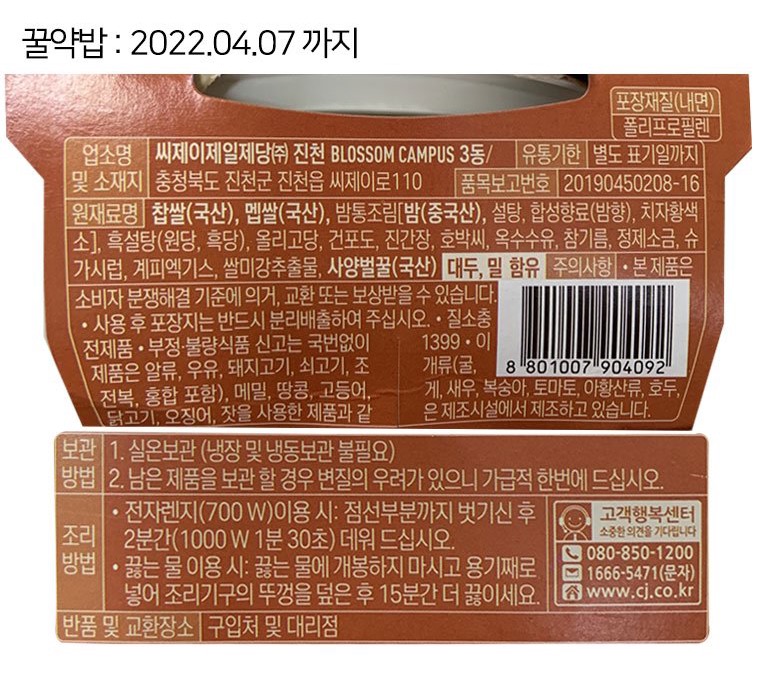 꿀약밥 : 2022.04.07 까지
포장재질(내면)
폴리프로필렌
업소명 및 소재지
씨제이제일제당㈜ 진천 BLOSSOM CAMPUS 3동/
충청북도 진천군 진천읍 씨제이로110
유통기한 별도 표기일까지
품목보고번호 20190450208-16
원재료명 찹쌀(국산), 멥쌀(국산), 밤통조림[밤(중국산), 설탕, 합성향료(밤향), 치자황색
소], 흑설탕(원당, 흑당), 올리고당, 건포도, 진간장, 호박씨, 옥수수유, 참기름, 정제소금, 슈
가시럽, 계피엑기스, 쌀미강추출물, 사양벌꿀(국산) 대두, 밀 함유 주의사항 • 본 제품은
소비자 분쟁해결 기준에 의거, 교환 또는 보상받을 수 있습니다.
• 사용 후 포장지는 반드시 분리배출하여 주십시오. • 질소충
전제품 • 부정·불량식품 신고는 국번없이 1399 • 이
제품은 알류, 우유, 돼지고기, 쇠고기, 조개류(굴,
전복, 홍합 포함), 메밀, 땅콩, 고등어, 게, 새우, 복숭아, 토마토, 아황산류, 호두,
닭고기, 오징어, 잣을 사용한 제품과 같은 제조시설에서 제조하고 있습니다.
8 801007 904092
보관 방법
1. 실온보관 (냉장 및 냉동보관 불필요)
2. 남은 제품을 보관 할 경우 변질의 우려가 있으니 가급적 한번에 드십시오.
조리 방법
• 전자렌지(700 W)이용 시: 점선부분까지 벗기신 후
2분간(1000 W 1분 30초) 데워 드십시오.
• 끓는 물 이용 시: 끓는 물에 개봉하지 마시고 용기째로
넣어 조리기구의 뚜껑을 덮은 후 15분간 더 끓이세요.
고객행복센터
소중한 의견을 기다립니다
080-850-1200
1666-5471(문자)
www.cj.co.kr
반품 및 교환장소 구입처 및 대리점